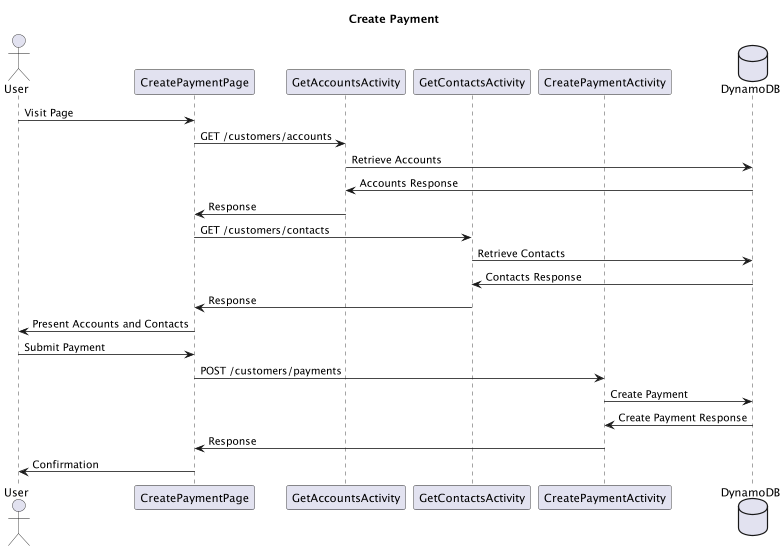 Create Payment
User
CreatePaymentPage
GetAccountsActivity
GetContactsActivity
CreatePaymentActivity
DynamoDB
Visit Page
GET /customers/accounts
Retrieve Accounts
Accounts Response
Response
GET /customers/contacts
Retrieve Contacts
Contacts Response
Response
Present Accounts and Contacts
Submit Payment
POST /customers/payments
Create Payment
Create Payment Response
Response
Confirmation
User
CreatePaymentPage
GetAccountsActivity
GetContactsActivity
CreatePaymentActivity
DynamoDB